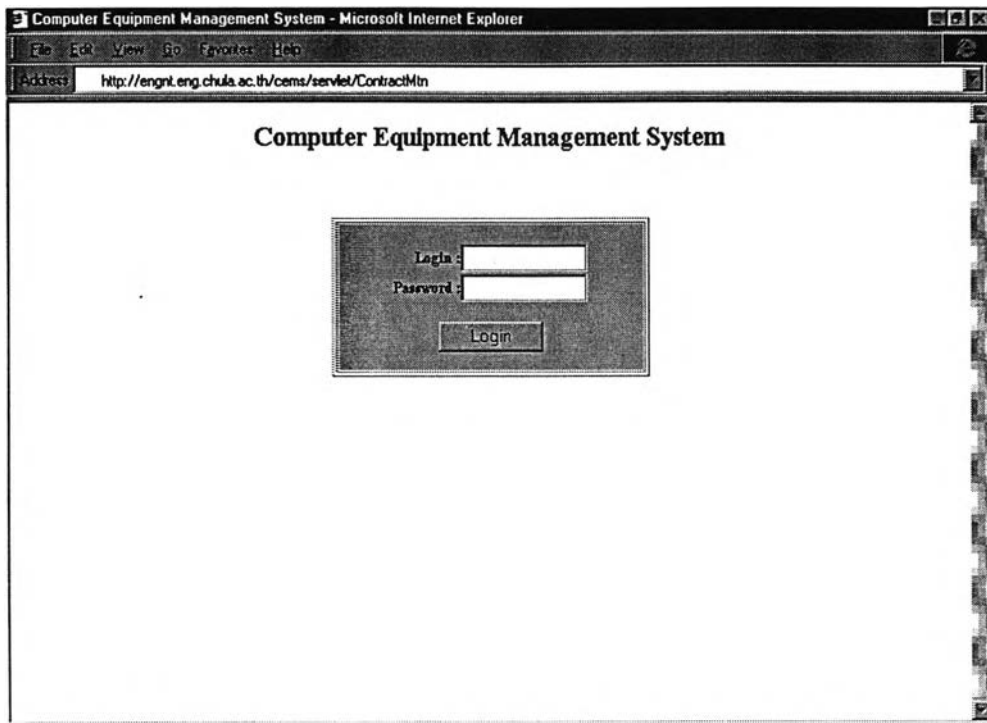 Computer Equipment Management System - Microsoft Internet Explorer
File Edit View Go Favorites Help
Address http://engnt.eng.chula.ac.th/cems/servlet/ContractMtn
Computer Equipment Management System
Login :
Password :
Login